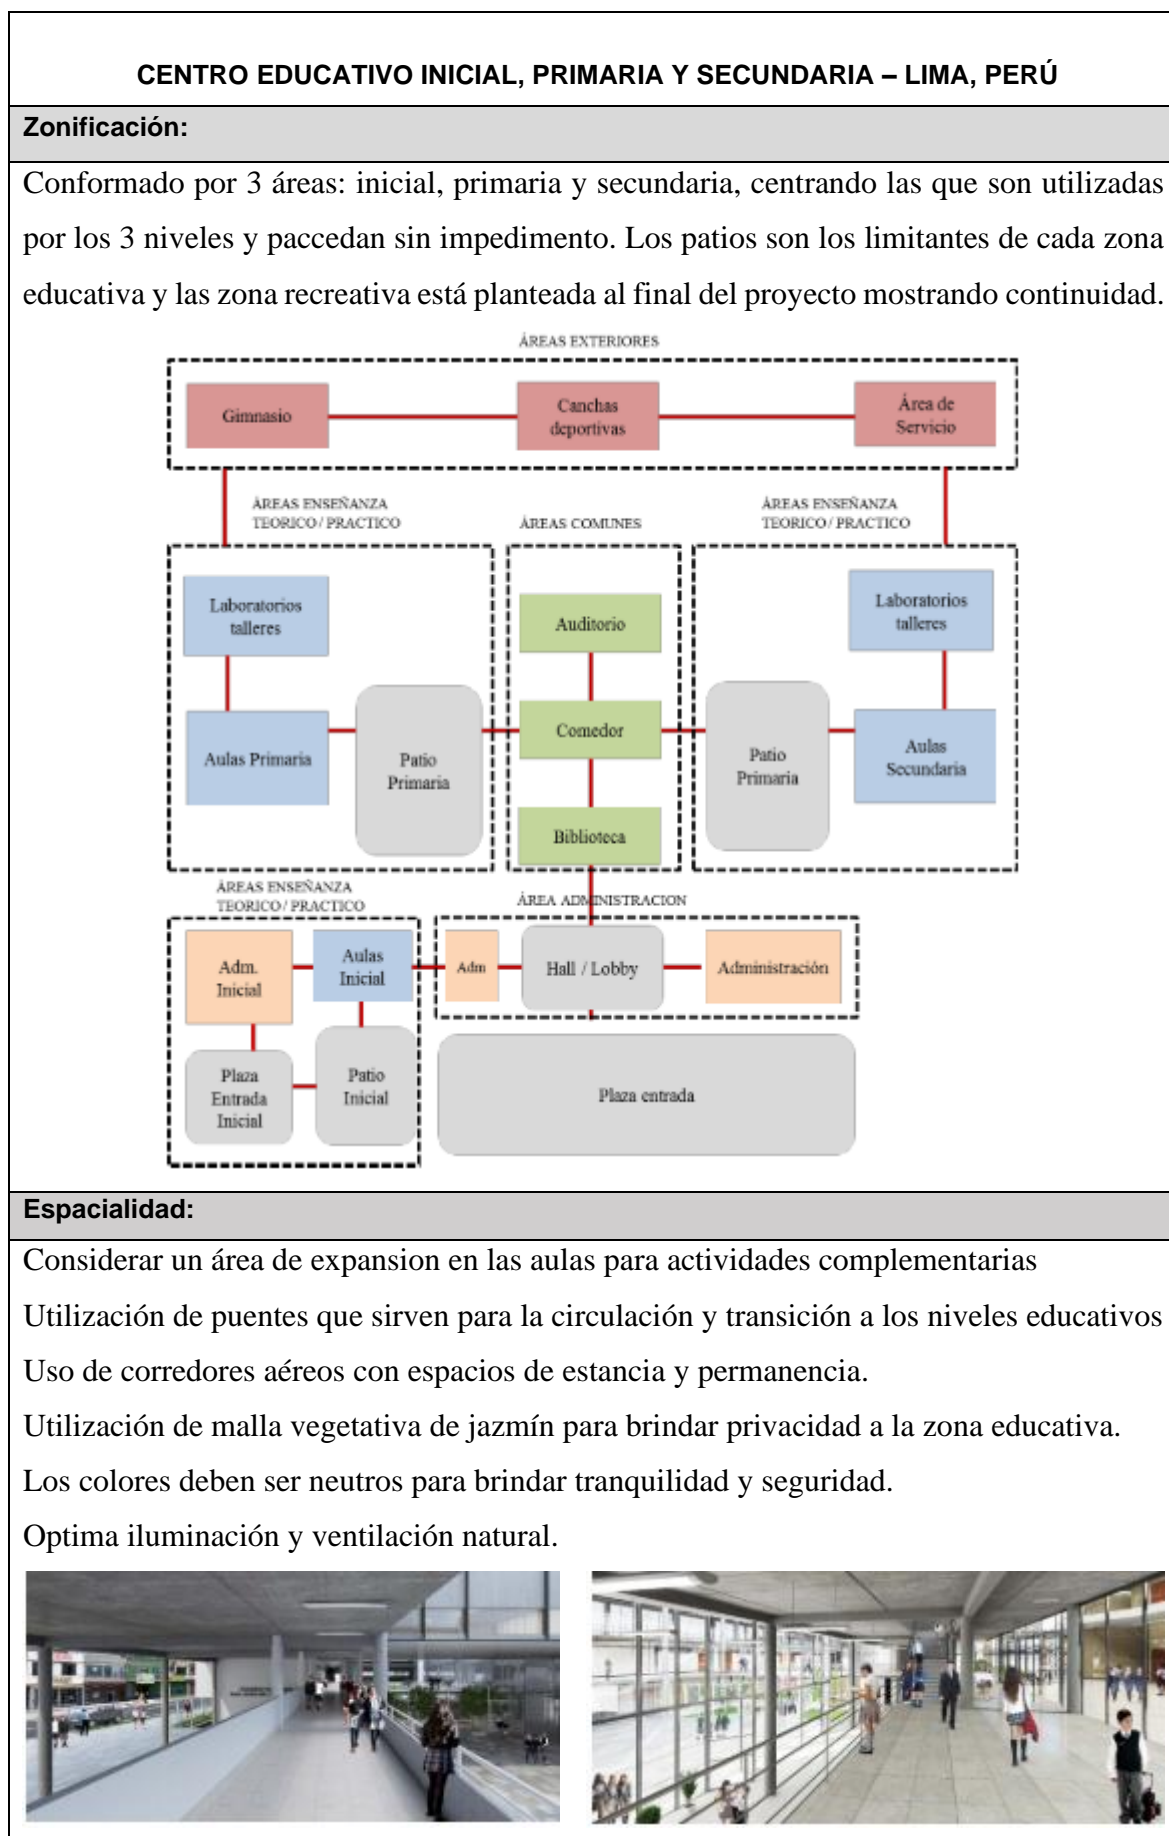 CENTRO EDUCATIVO INICIAL, PRIMARIA Y SECUNDARIA – LIMA, PERÚ
Zonificación:
Conformado por 3 áreas: inicial, primaria y secundaria, centrando las que son utilizadas
por los 3 niveles y paccedan sin impedimento. Los patios son los limitantes de cada zona
educativa y las zona recreativa está planteada al final del proyecto mostrando continuidad.
ÁREAS EXTERIORES
Gimnasio
Canchas
deportivas
Área de
Servicio
ÁREAS ENSEÑANZA
TEORICO / PRACTICO
ÁREAS COMUNES
ÁREAS ENSEÑANZA
TEORICO / PRACTICO
Laboratorios
talleres
Auditorio
Laboratorios
talleres
Aulas Primaria
Patio
Primaria
Comedor
Patio
Primaria
Aulas
Secundaria
Biblioteca
ÁREAS ENSEÑANZA
TEORICO / PRACTICO
ÁREA ADMINISTRACION
Adm.
Inicial
Aulas
Inicial
Adm
Hall / Lobby
Administración
Plaza
Entrada
Inicial
Patio
Inicial
Plaza entrada
Espacialidad:
Considerar un área de expansion en las aulas para actividades complementarias
Utilización de puentes que sirven para la circulación y transición a los niveles educativos
Uso de corredores aéreos con espacios de estancia y permanencia.
Utilización de malla vegetativa de jazmín para brindar privacidad a la zona educativa.
Los colores deben ser neutros para brindar tranquilidad y seguridad.
Optima iluminación y ventilación natural.